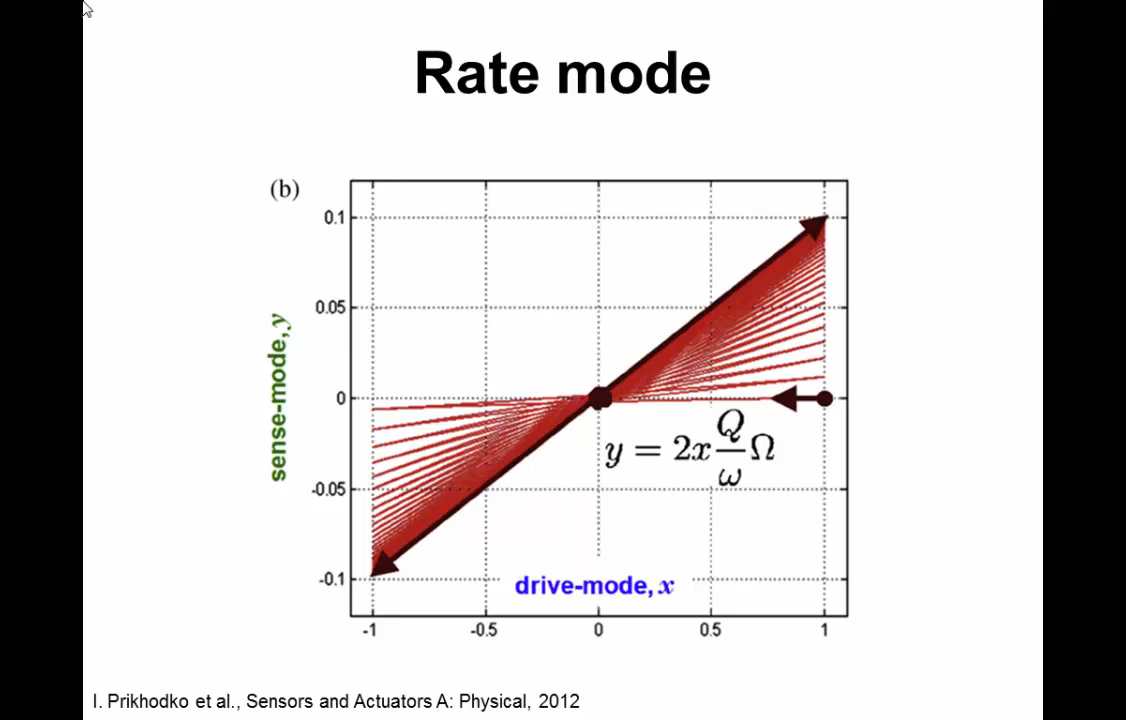 Rate mode
(b)
0.1
0.05
0
-0.05
-0.1
sense-mode, y
y = 2x Q/ω Ω
drive-mode, x
-1 -0.5 0 0.5 1
I. Prikhodko et al., Sensors and Actuators A: Physical, 2012